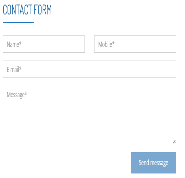 CONTACT FORM
Name*
Mobile*
Email*
Message*
Send message